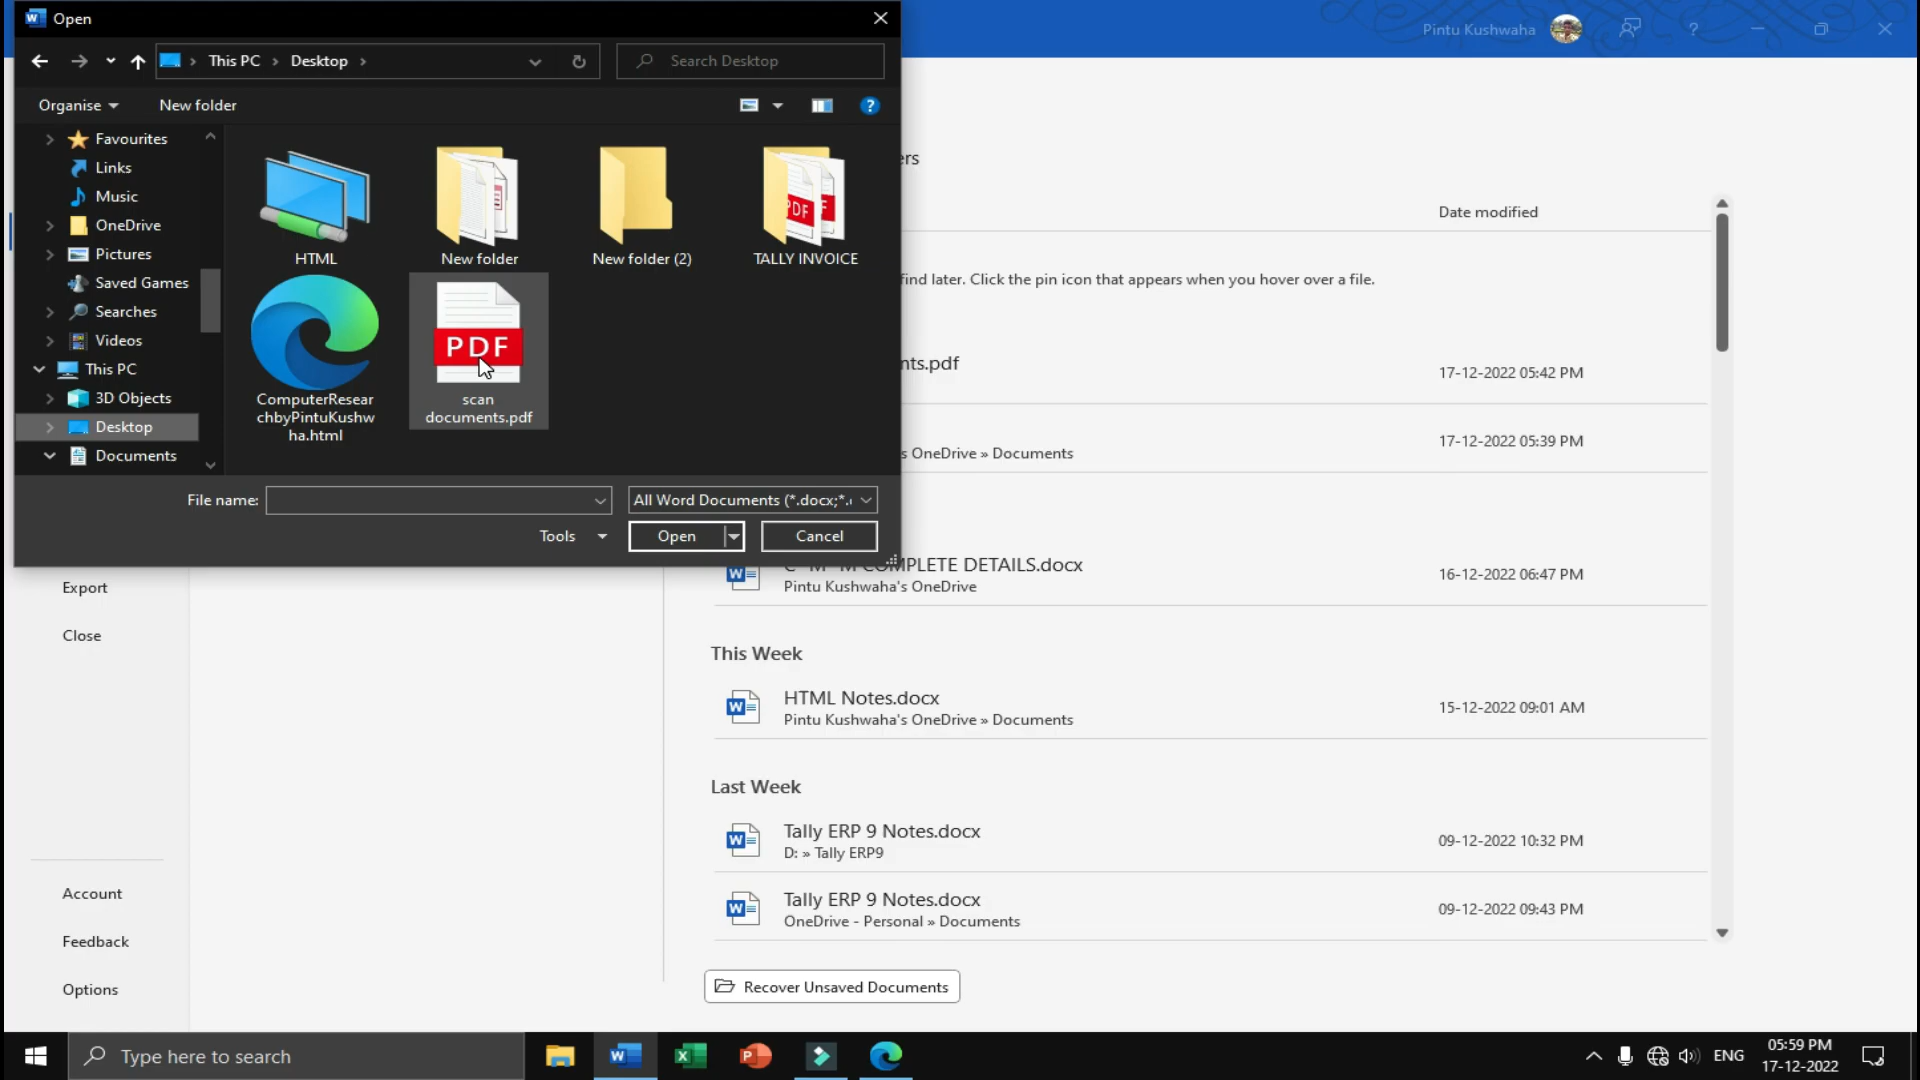 Open
Pintu Kushwaha
This PC
Desktop
Search Desktop
Organise
New folder
Favourites
Links
Music
OneDrive
Pictures
Saved Games
Searches
Videos
This PC
3D Objects
Desktop
Documents
HTML
New folder
New folder (2)
TALLY INVOICE
PDF
ComputerResear
chbyPintuKushw
ha.html
scan
documents.pdf
File name:
All Word Documents (*.docx;*.
Tools
Open
Cancel
ers
Date modified
find later. Click the pin icon that appears when you hover over a file.
nts.pdf
17-12-2022 05:42 PM
17-12-2022 05:39 PM
s OneDrive » Documents
COMPLETE DETAILS.docx
Pintu Kushwaha's OneDrive
16-12-2022 06:47 PM
This Week
HTML Notes.docx
Pintu Kushwaha's OneDrive » Documents
15-12-2022 09:01 AM
Last Week
Tally ERP 9 Notes.docx
D: » Tally ERP9
09-12-2022 10:32 PM
Tally ERP 9 Notes.docx
OneDrive - Personal » Documents
09-12-2022 09:43 PM
Recover Unsaved Documents
Export
Close
Account
Feedback
Options
Type here to search
ENG
05:59 PM
17-12-2022